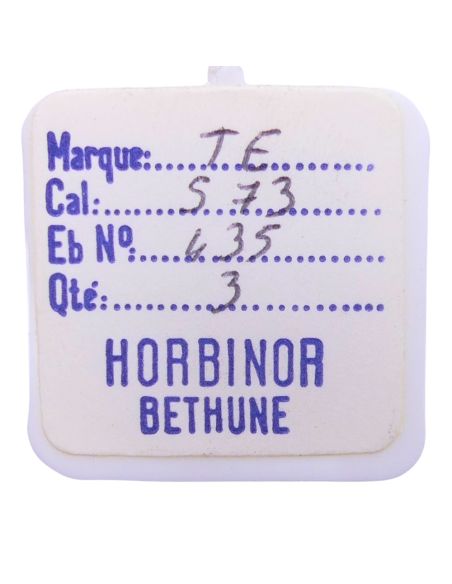 Marque: T E
Cal: S 73
Eb Nº 435
Qté: 3
HORBINOR
BETHUNE